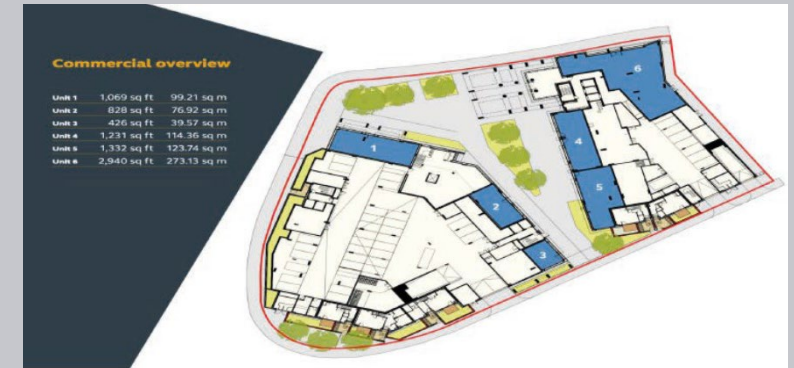 Commercial overview
Unit 1 1,069 sq ft 99.21 sq m
Unit 2 828 sq ft 76.92 sq m
Unit 3 426 sq ft 39.57 sq m
Unit 4 1,231 sq ft 114.36 sq m
Unit 5 1,332 sq ft 123.74 sq m
Unit 6 2,940 sq ft 273.13 sq m
6
4
1
5
2
3